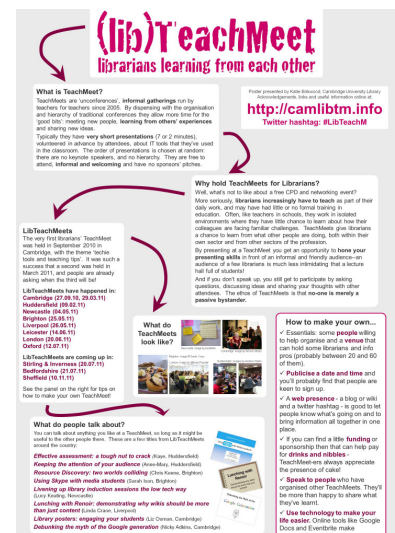 (lib)TeachMeet
librarians learning from each other
What is TeachMeet?
TeachMeets are 'unconferences', informal gatherings run by
teachers for teachers since 2005. By dispensing with the organisation
and hierarchy of traditional conferences they allow more time for the
'good bits': meeting new people, learning from others' experiences
and sharing new ideas.
Typically they have very short presentations (7 or 2 minutes),
volunteered in advance by attendees, about IT tools that they've used
in the classroom. The order of presentations is chosen at random:
there are no keynote speakers, and no hierarchy. They are free to
attend, informal and welcoming and have no sponsors' pitches.
Poster presented by Katie Birkwood, Cambridge University Library
Acknowledgements, links and useful information online at:
http://camlibtm.info
Twitter hashtag: #LibTeachM
Why hold TeachMeets for Librarians?
Well, what's not to like about a free CPD and networking event?
More seriously, librarians increasingly have to teach as part of their
daily work, and may have had little or no formal training in
education. Often, like teachers in schools, they work in isolated
environments where they have little chance to learn about how their
colleagues are facing familiar challenges. TeachMeets give librarians
a chance to learn from what other people are doing, both within their
own sector and from other sectors of the profession.
By presenting at a TeachMeet you get an opportunity to hone your
presenting skills in front of an informal and friendly audience—an
audience of a few librarians is much less intimidating that a lecture
hall full of students!
And if you don't speak up, you still get to participate by asking
questions, discussing ideas and sharing your thoughts with other
attendees. The ethos of TeachMeets is that no-one is merely a
passive bystander.
LibTeachMeets
The very first librarians' TeachMeet
was held in September 2010 in
Cambridge, with the theme 'techie
tools and teaching tips'. It was such a
success that a second was held in
March 2011, and people are already
asking when the third will be!
LibTeachMeets have happened in:
Cambridge (27.09.10, 29.03.11)
Huddersfield (09.02.11)
Newcastle (04.05.11)
Brighton (25.05.11)
Liverpool (26.05.11)
Leicester (14.06.11)
London (20.06.11)
Oxford (12.07.11)
LibTeachMeets are coming up in:
Stirling & Inverness (20.07.11)
Bedfordshire (21.07.11)
Sheffield (10.11.11)
See the panel on the right for tips on
how to make your own TeachMeet!
What do
TeachMeets
look like?
How to make your own...
✓ Essentials: some people willing
to help organise and a venue that
can hold some librarians and info
pros (probably between 20 and 60
of them).
✓ Publicise a date and time and
you'll probably find that people are
keen to sign up.
✓ A web presence - a blog or wiki
and a twitter hashtag - is good to let
people know what's going on and to
bring information all together in one
place.
✓ If you can find a little funding or
sponsorship then that can help pay
for drinks and nibbles -
TeachMeet-ers always appreciate
the presence of cake!
✓ Speak to people who have
organised other TeachMeets. They'll
be more than happy to share what
they've learnt.
✓ Use technology to make your
life easier. Online tools like Google
Docs and Eventbrite make
What do people talk about?
You can talk about anything you like at a TeachMeet, so long as it might be
useful to the other people there. These are a few titles from LibTeachMeets
around the country:
Effective assessment: a tough nut to crack (Kaye, Huddersfield)
Keeping the attention of your audience (Anne-Mary, Huddersfield)
Resource Discovery: two worlds colliding (Chris Keene, Brighton)
Using Skype with media students (Sarah Ison, Brighton)
Livening up library induction sessions the low tech way
(Lucy Keating, Newcastle)
Lunching with Renoir: demonstrating why wikis should be more
than just content (Linda Crane, Liverpool)
Library posters: engaging your students (Liz Osman, Cambridge)
Debunking the myth of the Google generation (Nicky Adkins, Cambridge)